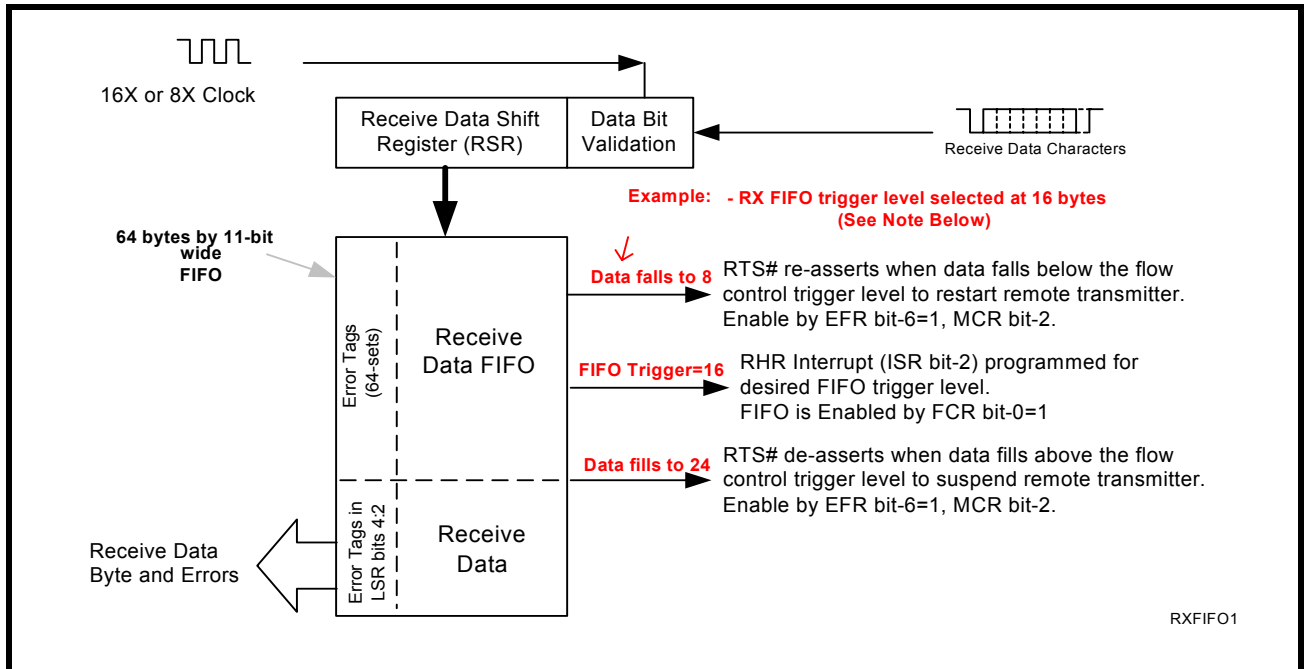 16X or 8X Clock
Receive Data Shift
Register (RSR)
Data Bit
Validation
Receive Data Characters
Example: - RX FIFO trigger level selected at 16 bytes
(See Note Below)
64 bytes by 11-bit
wide
FIFO
Error Tags
(64-sets)
Receive
Data FIFO
Data falls to 8
RTS# re-asserts when data falls below the flow
control trigger level to restart remote transmitter.
Enable by EFR bit-6=1, MCR bit-2.
FIFO Trigger=16
RHR Interrupt (ISR bit-2) programmed for
desired FIFO trigger level.
FIFO is Enabled by FCR bit-0=1
Data fills to 24
RTS# de-asserts when data fills above the flow
control trigger level to suspend remote transmitter.
Enable by EFR bit-6=1, MCR bit-2.
Error Tags in
LSR bits 4:2
Receive
Data
Receive Data
Byte and Errors
RXFIFO1